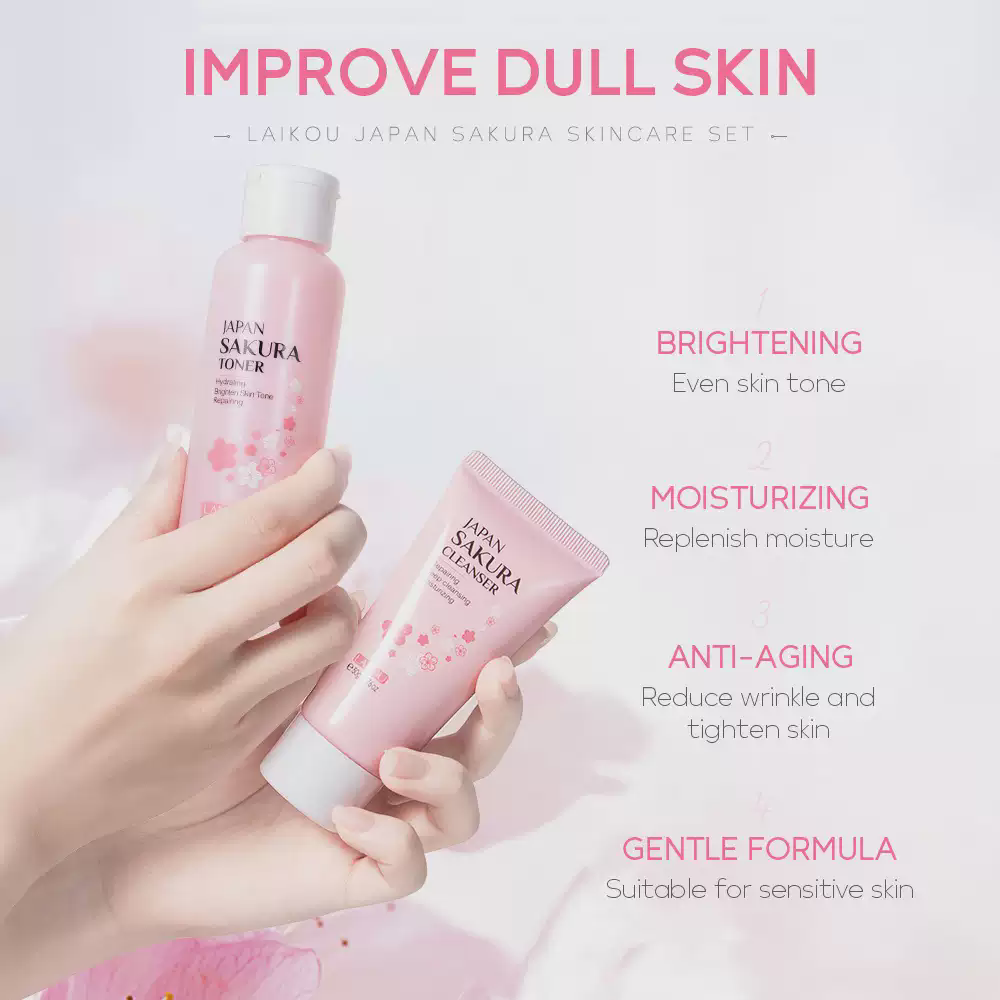 IMPROVE DULL SKIN
LAIKOU JAPAN SAKURA SKINCARE SET
JAPAN
SAKURA
TONER
Hydrating
Brighten Skin Tone
Repairing
JAPAN
SAKURA
CLEANSER
1
BRIGHTENING
Even skin tone
2
MOISTURIZING
Replenish moisture
3
ANTI-AGING
Reduce wrinkle and
tighten skin
4
GENTLE FORMULA
Suitable for sensitive skin